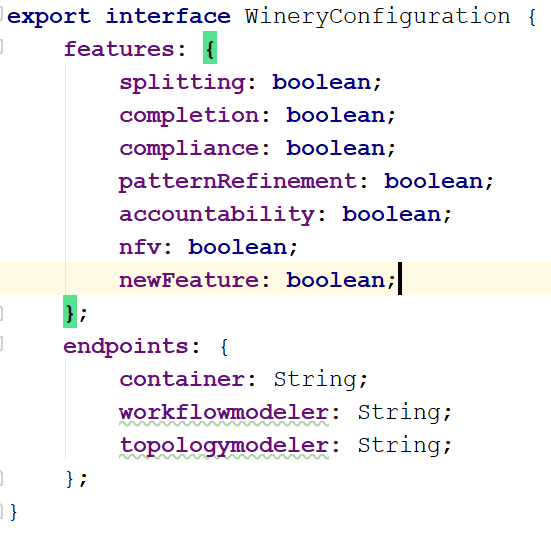 export interface WineryConfiguration {
features: {
splitting: boolean;
completion: boolean;
compliance: boolean;
patternRefinement: boolean;
accountability: boolean;
nfv: boolean;
newFeature: boolean;
};
endpoints: {
container: String;
workflowmodeler: String;
topologymodeler: String;
};
}